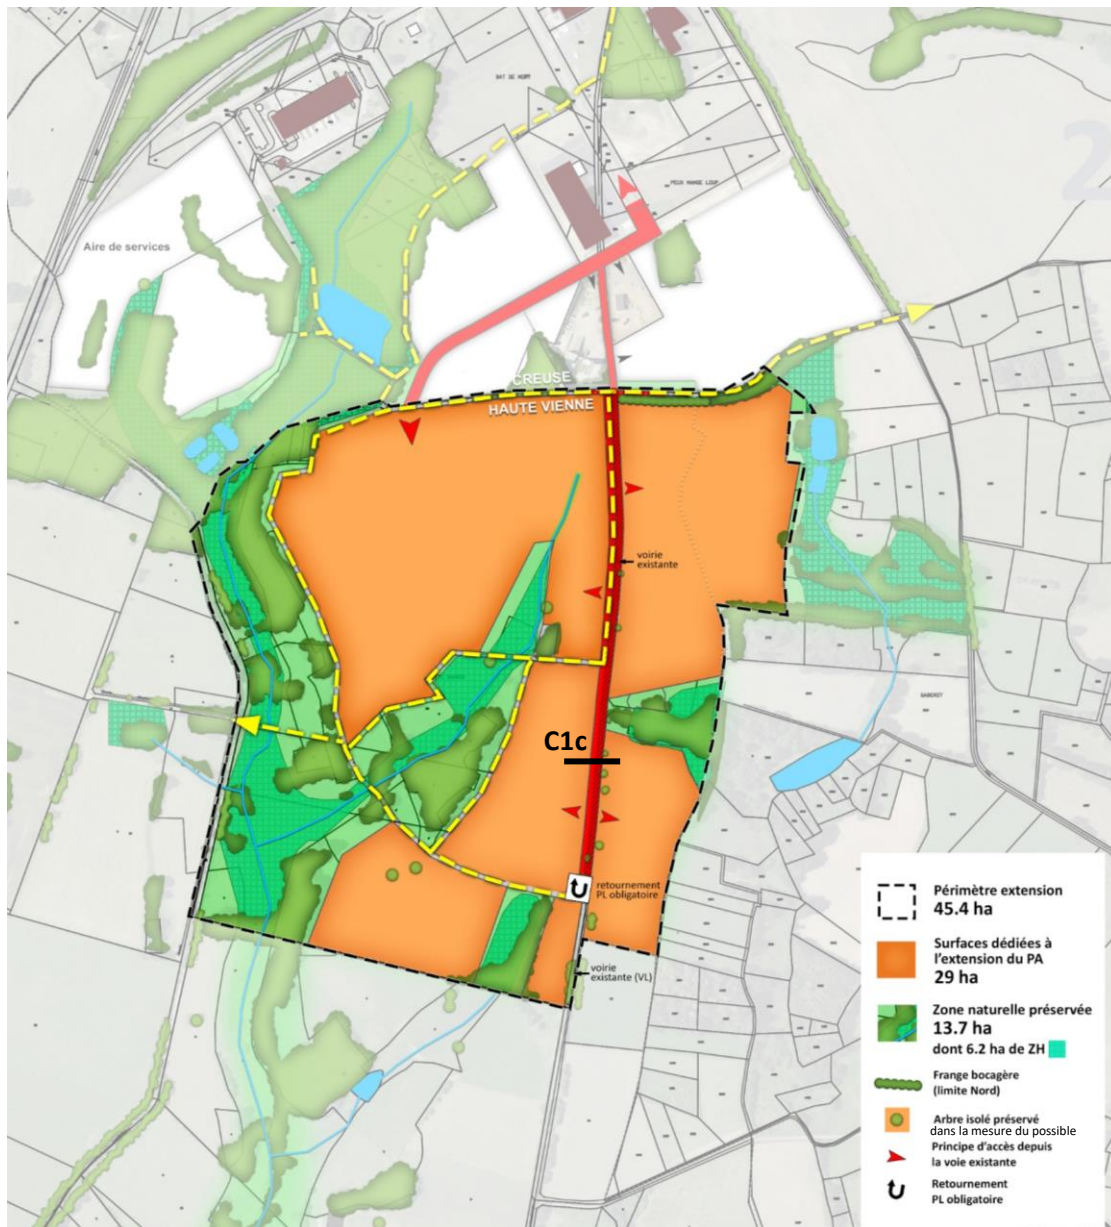 BAT DE MORT
PEUX MANGE LOUP
2
Aire de services
CREUSE
HAUTE VIENNE
voirie
existante
GABEROT
C1c
retournement
PL obligatoire
voirie
existante (VL)
Périmètre extension
45.4 ha
Surfaces dédiées à
l'extension du PA
29 ha
Zone naturelle préservée
13.7 ha
dont 6.2 ha de ZH
Frange bocagère
(limite Nord)
Arbre isolé préservé
dans la mesure du possible
Principe d'accès depuis
la voie existante
Retournement
PL obligatoire